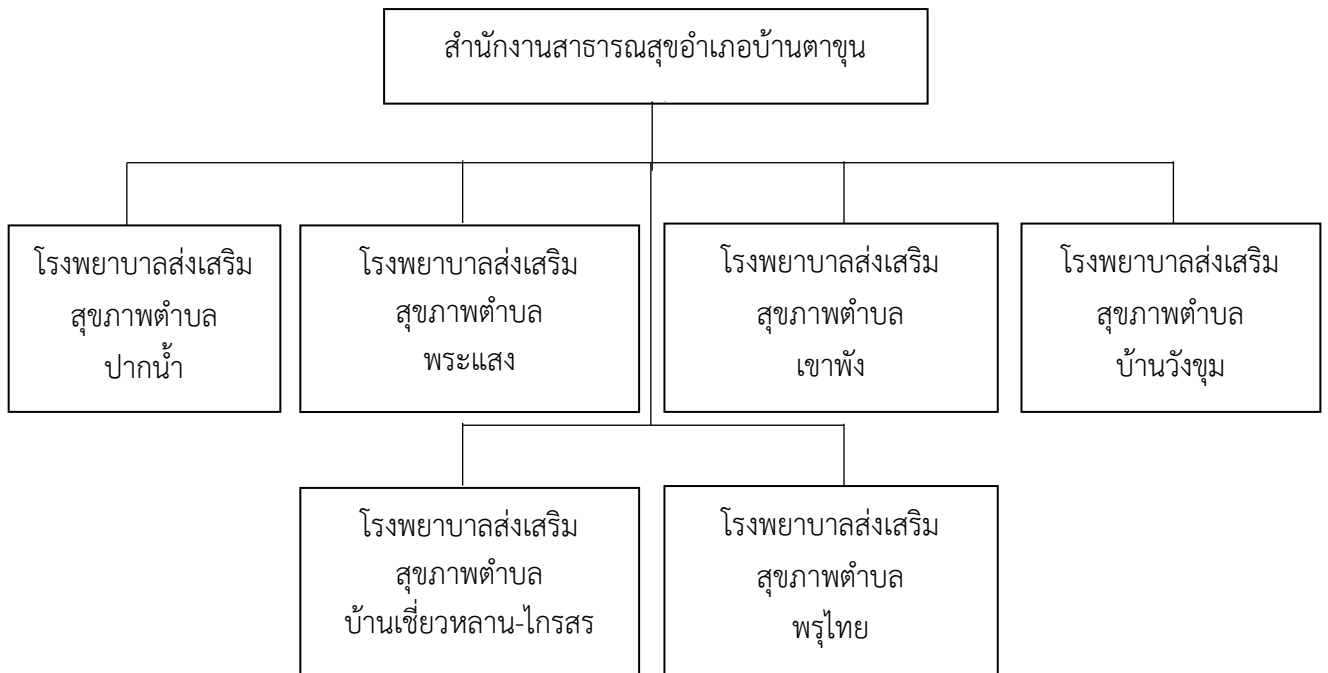 สำนักงานสาธารณสุขอำเภอบ้านตาขุน
โรงพยาบาลส่งเสริม
สุขภาพตำบล
ปากน้ำ
โรงพยาบาลส่งเสริม
สุขภาพตำบล
พระแสง
โรงพยาบาลส่งเสริม
สุขภาพตำบล
เขาพัง
โรงพยาบาลส่งเสริม
สุขภาพตำบล
บ้านวังขุม
โรงพยาบาลส่งเสริม
สุขภาพตำบล
บ้านเชี่ยวหลาน-ไกรสร
โรงพยาบาลส่งเสริม
สุขภาพตำบล
พรุไทย